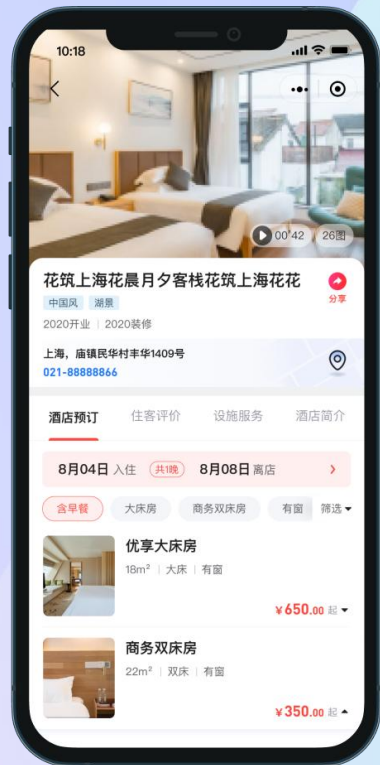 10:18
00'42
26图
花筑上海花晨月夕客栈花筑上海花花
分享
中国风 湖景
2020开业 2020装修
上海，庙镇民华村丰华1409号
021-88888866
酒店预订 住客评价 设施服务 酒店简介
8月04日 入住 共1晚 8月08日 离店
含早餐 大床房 商务双床房 有窗 筛选
优享大床房
18m² 大床 有窗
¥650.00 起
商务双床房
22m² 双床 有窗
¥350.00 起